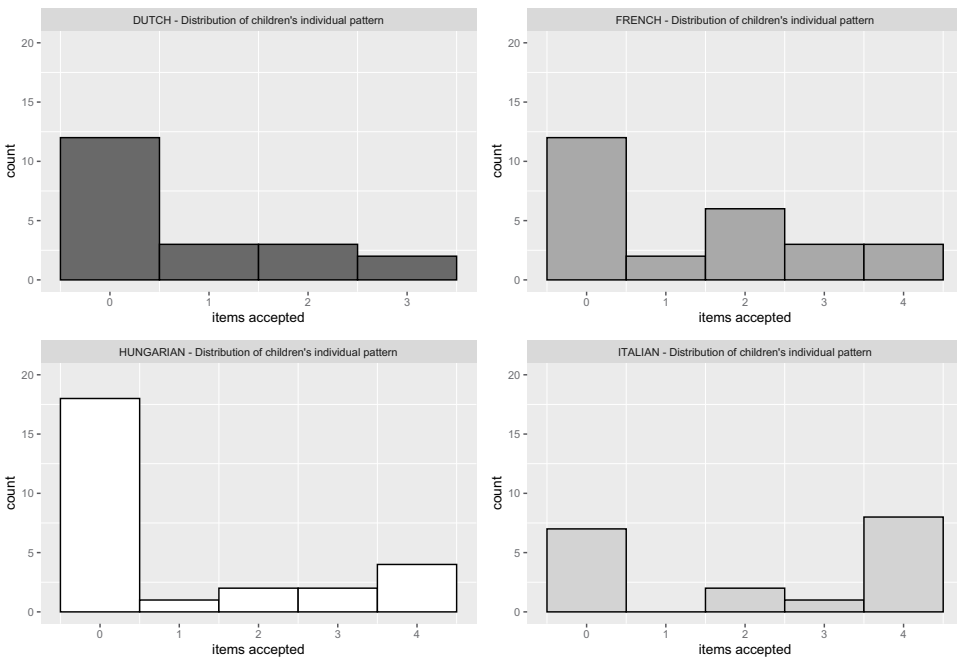 DUTCH - Distribution of children's individual pattern
20
15
10
5
0
count
0 1 2 3
items accepted
FRENCH - Distribution of children's individual pattern
20
15
10
5
0
count
0 1 2 3 4
items accepted
HUNGARIAN - Distribution of children's individual pattern
20
15
10
5
0
count
0 1 2 3 4
items accepted
ITALIAN - Distribution of children's individual pattern
20
15
10
5
0
count
0 1 2 3 4
items accepted